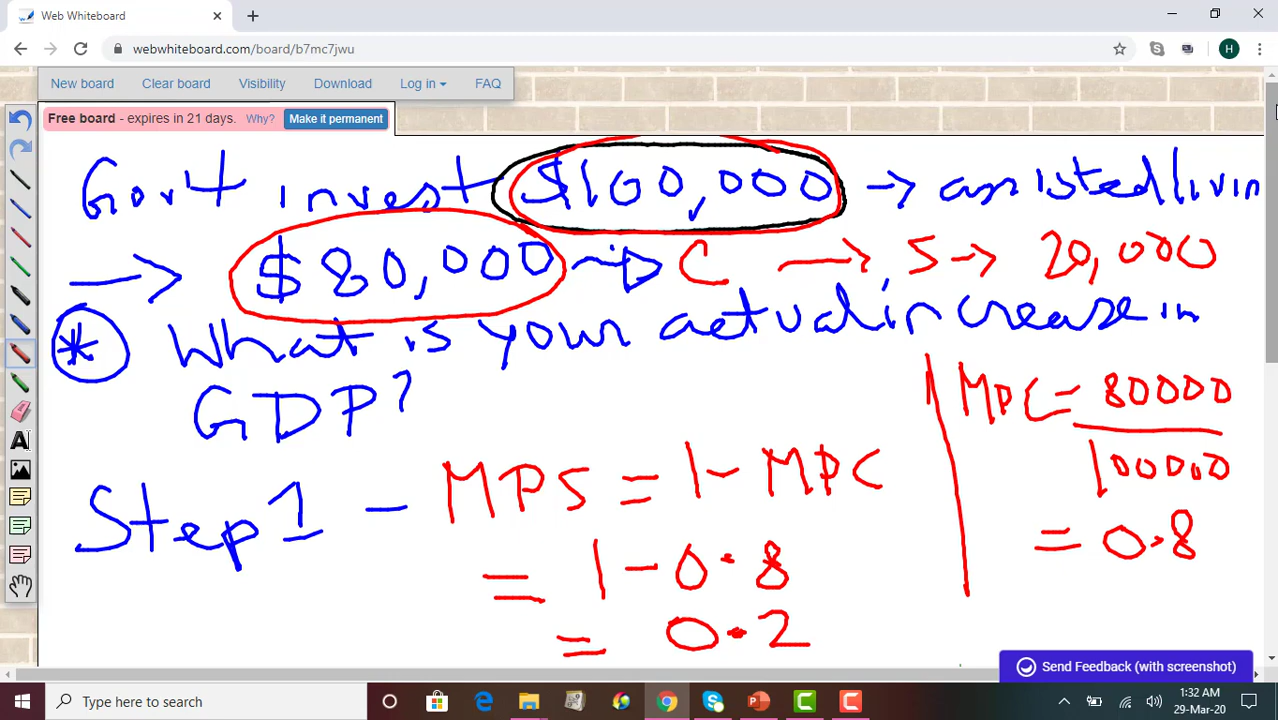 Web Whiteboard
webwhiteboard.com/board/b7mc7jwu
H
New board Clear board Visibility Download Log in FAQ
Free board - expires in 21 days. Why? Make it permanent
Gov't invest $100,000 → assisted livin
→ $80,000 → C → S → 20,000
* What is your actual increase in
GDP?
MPC = 80000
100000
= 0.8
Step 1 - MPS = 1 - MPC
= 1 - 0.8
= 0.2
A
Send Feedback (with screenshot)
Type here to search
1:32 AM
29-Mar-20